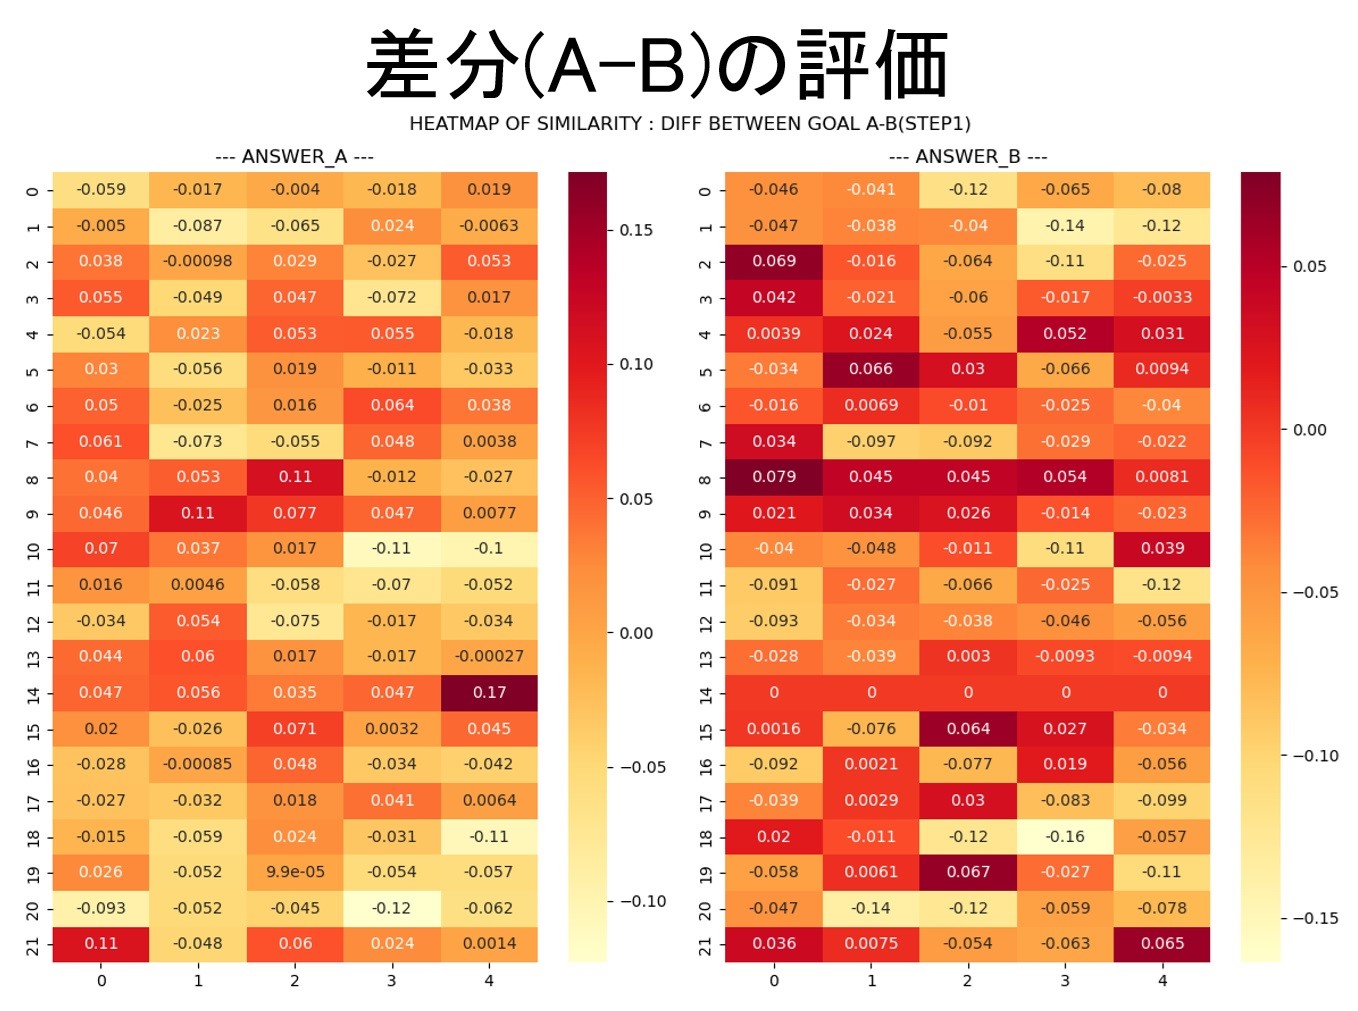 差分(A-B)の評価
HEATMAP OF SIMILARITY : DIFF BETWEEN GOAL A-B(STEP1)
--- ANSWER_A ---
0 -0.059 -0.017 -0.004 -0.018 0.019
1 -0.005 -0.087 -0.065 0.024 -0.0063
2 0.038 -0.00098 0.029 -0.027 0.053
3 0.055 -0.049 0.047 -0.072 0.017
4 -0.054 0.023 0.053 0.055 -0.018
5 0.03 -0.056 0.019 -0.011 -0.033
6 0.05 -0.025 0.016 0.064 0.038
7 0.061 -0.073 -0.055 0.048 0.0038
8 0.04 0.053 0.11 -0.012 -0.027
9 0.046 0.11 0.077 0.047 0.0077
10 0.07 0.037 0.017 -0.11 -0.1
11 0.016 0.0046 -0.058 -0.07 -0.052
12 -0.034 0.054 -0.075 -0.017 -0.034
13 0.044 0.06 0.017 -0.017 -0.00027
14 0.047 0.056 0.035 0.047 0.17
15 0.02 -0.026 0.071 0.0032 0.045
16 -0.028 -0.00085 0.048 -0.034 -0.042
17 -0.027 -0.032 0.018 0.041 0.0064
18 -0.015 -0.059 0.024 -0.031 -0.11
19 0.026 -0.052 9.9e-05 -0.054 -0.057
20 -0.093 -0.052 -0.045 -0.12 -0.062
21 0.11 -0.048 0.06 0.024 0.0014
0 1 2 3 4
0.15
0.10
0.05
0.00
−0.05
−0.10
--- ANSWER_B ---
0 -0.046 -0.041 -0.12 -0.065 -0.08
1 -0.047 -0.038 -0.04 -0.14 -0.12
2 0.069 -0.016 -0.064 -0.11 -0.025
3 0.042 -0.021 -0.06 -0.017 -0.0033
4 0.0039 0.024 -0.055 0.052 0.031
5 -0.034 0.066 0.03 -0.066 0.0094
6 -0.016 0.0069 -0.01 -0.025 -0.04
7 0.034 -0.097 -0.092 -0.029 -0.022
8 0.079 0.045 0.045 0.054 0.0081
9 0.021 0.034 0.026 -0.014 -0.023
10 -0.04 -0.048 -0.011 -0.11 0.039
11 -0.091 -0.027 -0.066 -0.025 -0.12
12 -0.093 -0.034 -0.038 -0.046 -0.056
13 -0.028 -0.039 0.003 -0.0093 -0.0094
14 0 0 0 0 0
15 0.0016 -0.076 0.064 0.027 -0.034
16 -0.092 0.0021 -0.077 0.019 -0.056
17 -0.039 0.0029 0.03 -0.083 -0.099
18 0.02 -0.011 -0.12 -0.16 -0.057
19 -0.058 0.0061 0.067 -0.027 -0.11
20 -0.047 -0.14 -0.12 -0.059 -0.078
21 0.036 0.0075 -0.054 -0.063 0.065
0 1 2 3 4
0.05
0.00
−0.05
−0.10
−0.15